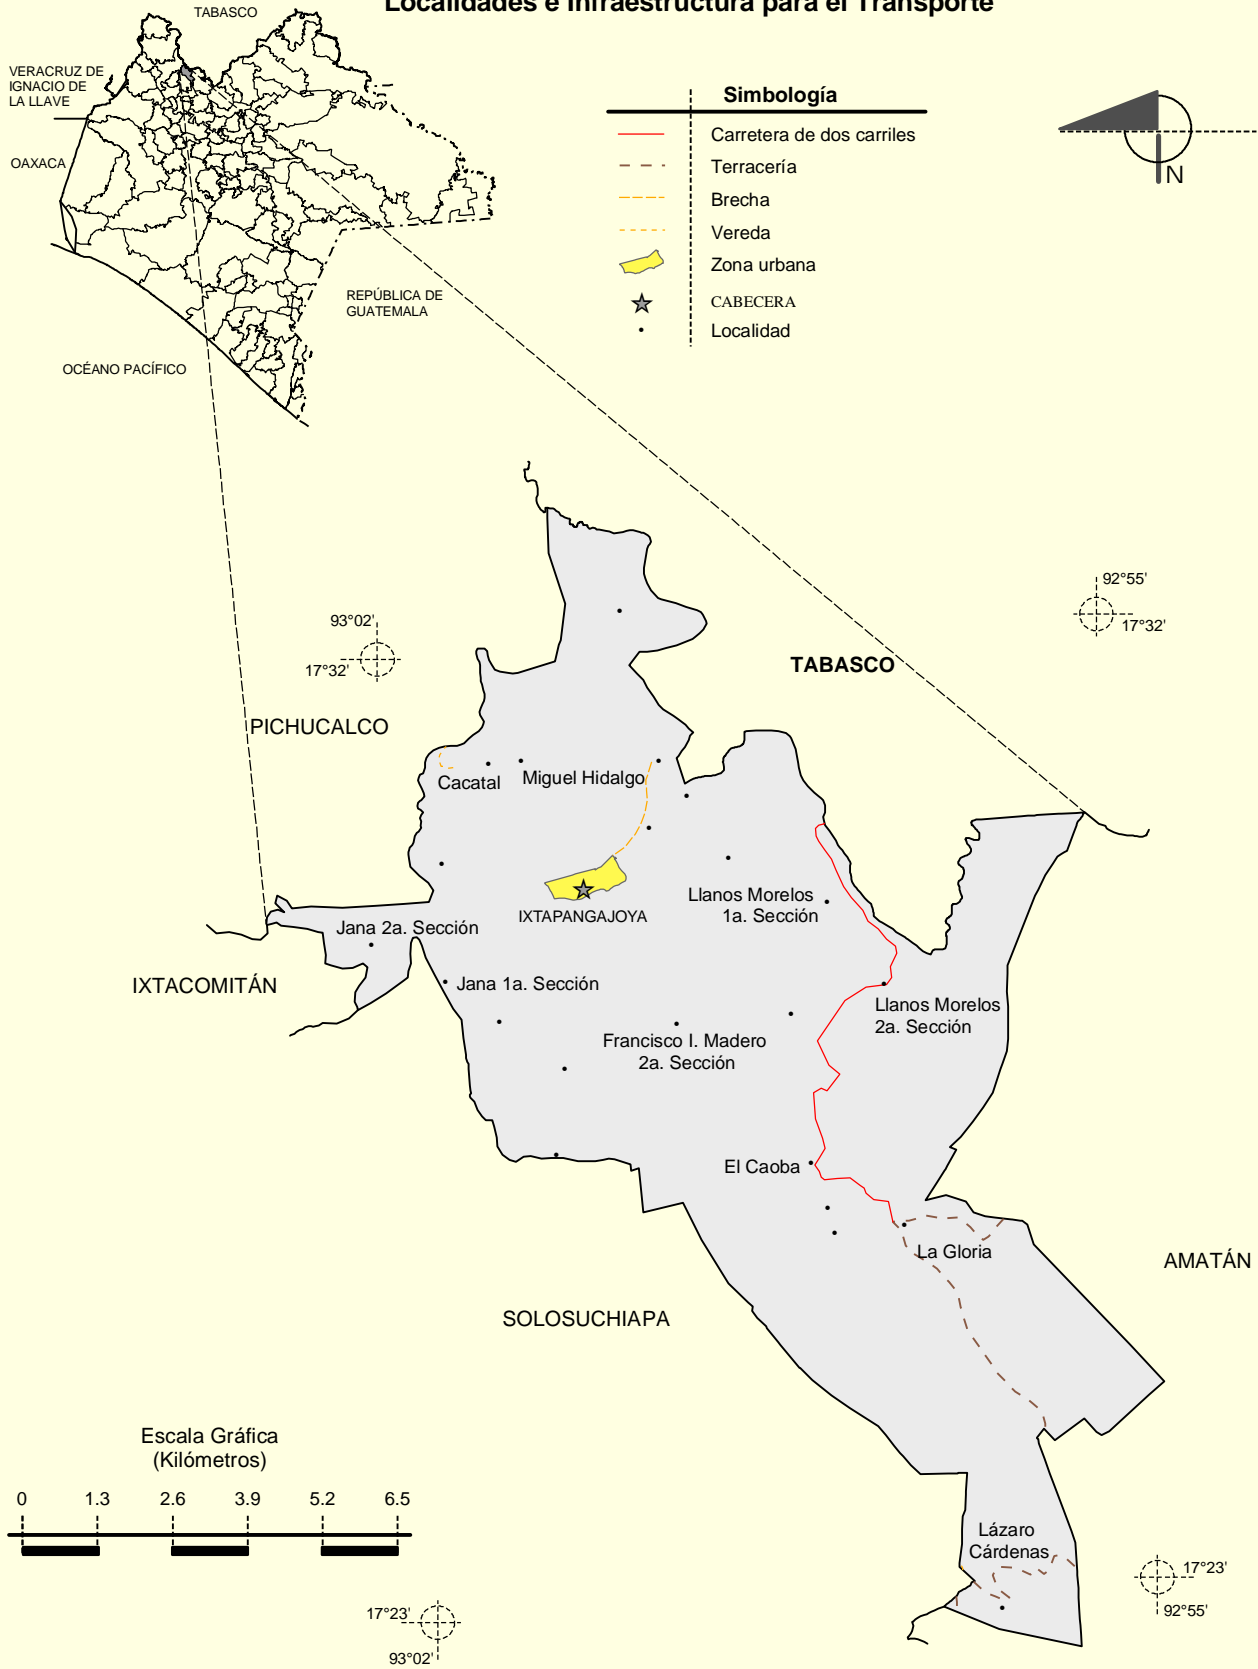 Localidades e Infraestructura para el Transporte
TABASCO
VERACRUZ DE
IGNACIO DE
LA LLAVE
OAXACA
REPÚBLICA DE
GUATEMALA
OCÉANO PACÍFICO
Simbología
Carretera de dos carriles
Terracería
Brecha
Vereda
Zona urbana
CABECERA
Localidad
N
92°55'
17°32'
93°02'
17°32'
TABASCO
PICHUCALCO
Cacatal
Miguel Hidalgo
Llanos Morelos
1a. Sección
IXTAPANGAJOYA
Jana 2a. Sección
IXTACOMITÁN
Jana 1a. Sección
Llanos Morelos
2a. Sección
Francisco I. Madero
2a. Sección
El Caoba
La Gloria
AMATÁN
SOLOSUCHIAPA
Escala Gráfica
(Kilómetros)
0 1.3 2.6 3.9 5.2 6.5
Lázaro
Cárdenas
17°23'
92°55'
17°23'
93°02'